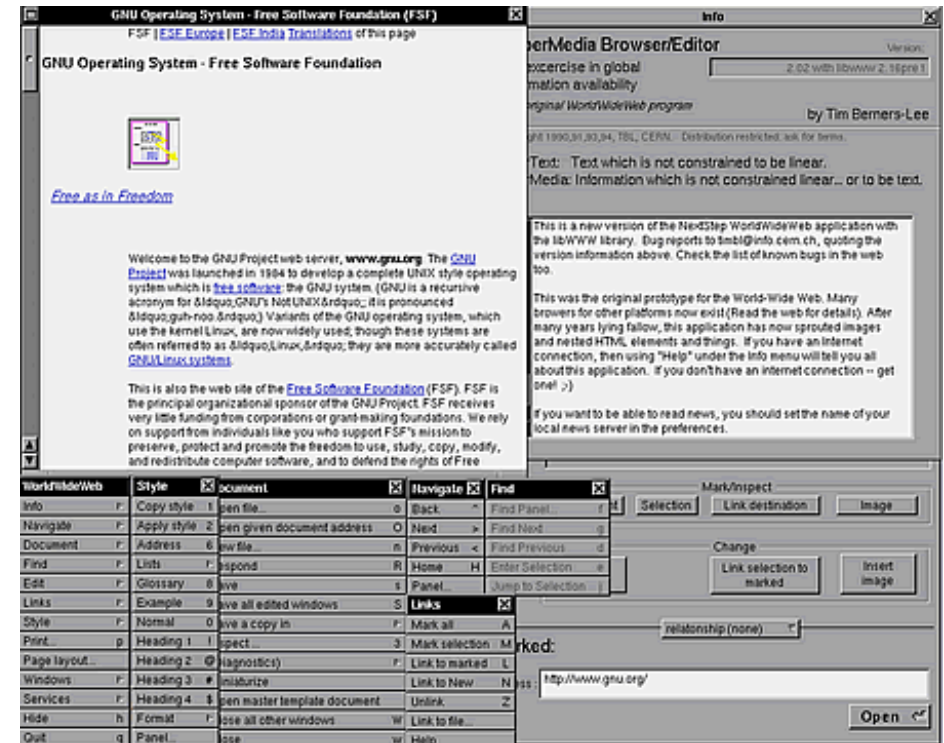 GNU Operating System - Free Software Foundation (FSF)
FSF | FSF Europe | FSF India Translations of this page
GNU Operating System - Free Software Foundation
Free as in Freedom
Welcome to the GNU Project web server, www.gnu.org. The GNU
Project was launched in 1984 to develop a complete UNIX style operating
system which is free software: the GNU system. (GNU is a recursive
acronym for &ldquo;GNU's Not UNIX&rdquo;; it is pronounced
&ldquo;guh-noo.&rdquo;) Variants of the GNU operating system, which
use the kernel Linux, are now widely used; though these systems are
often referred to as &ldquo;Linux,&rdquo; they are more accurately called
GNU/Linux systems.
This is also the web site of the Free Software Foundation (FSF). FSF is
the principal organizational sponsor of the GNU Project. FSF receives
very little funding from corporations or grant-making foundations. We rely
on support from individuals like you who support FSF's mission to
preserve, protect and promote the freedom to use, study, copy, modify,
and redistribute computer software, and to defend the rights of Free
Info
perMedia Browser/Editor
Version:
excercise in global
2.02 with libwww 2.16pre1
mation availability
original WorldWideWeb program
by Tim Berners-Lee
ght 1990,91,93,94, TBL, CERN. Distribution restricted: ask for terms.
Text: Text which is not constrained to be linear.
Media: Information which is not constrained linear... or to be text.
This is a new version of the NextStep WorldWideWeb application with
the libWWW library. Bug reports to timbl@info.cern.ch, quoting the
version information above. Check the list of known bugs in the web
too.
This was the original prototype for the World-Wide Web. Many
browers for other platforms now exist (Read the web for details). After
many years lying fallow, this application has now sprouted images
and nested HTML elements and things. If you have an Internet
connection, then using "Help" under the Info menu will tell you all
about this application. If you don't have an internet connection -- get
one! ;-)
If you want to be able to read news, you should set the name of your
local news server in the preferences.
WorldWideWeb
Info
Navigate
Document
Find
Edit
Links
Style
Print... p
Page layout...
Windows
Services
Hide h
Quit q
Style
Copy style 1
Apply style 2
Address 6
Lists
Glossary 8
Example 9
Normal 0
Heading 1 !
Heading 2 @
Heading 3 #
Heading 4 $
Format
Panel...
ocument
pen file... o
pen given document address O
ew file... n
espond R
ave s
ave all edited windows S
ave a copy in
spect... 3
iagnostics)
iniaturize
pen master template document
lose all other windows W
lose w
Navigate
Back ^
Next >
Previous <
Home H
Panel...
Find
Find Panel... f
Find Next g
Find Previous d
Enter Selection e
Jump to Selection j
Links
Mark all A
Mark selection M
Link to marked L
Link to New N
Unlink Z
Link to file...
Help
Mark/Inspect
Selection
Link destination
Image
Change
Link selection to
marked
Insert
image
relationship (none)
rked:
ess: http://www.gnu.org/
Open